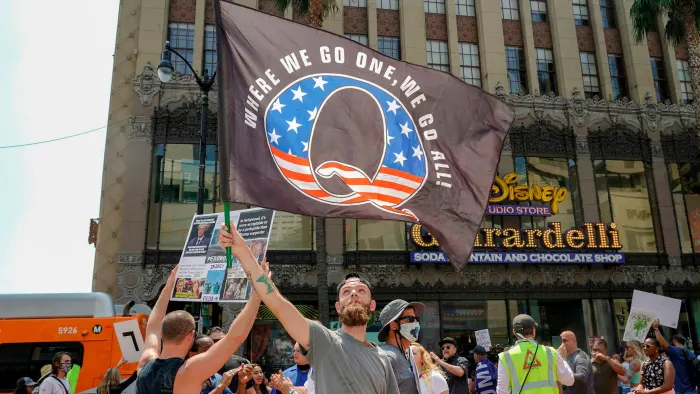 WHERE WE GO ONE, WE GO ALL!
Q
Disney
STUDIO STORE
Ghirardelli
SODA FOUNTAIN AND CHOCOLATE SHOP
5926
7